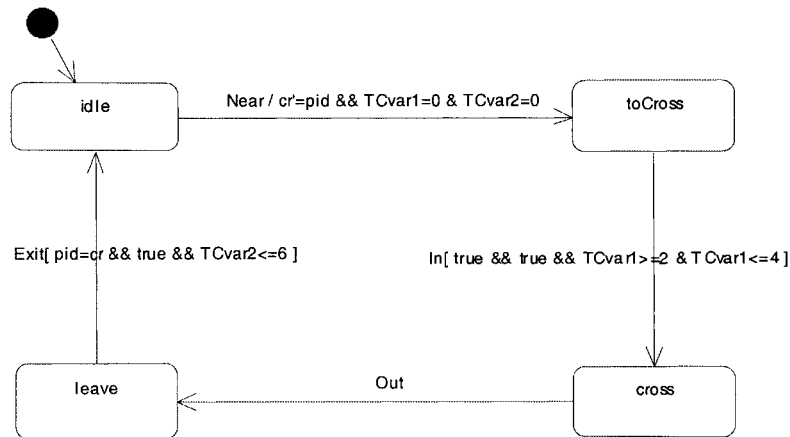 idle
Near / cr'=pid && TCvar1=0 & TCvar2=0
toCross
Exit[ pid=cr && true && TCvar2<=6 ]
In[ true && true && TCvar1>=2 & TCvar1<=4 ]
leave
Out
cross